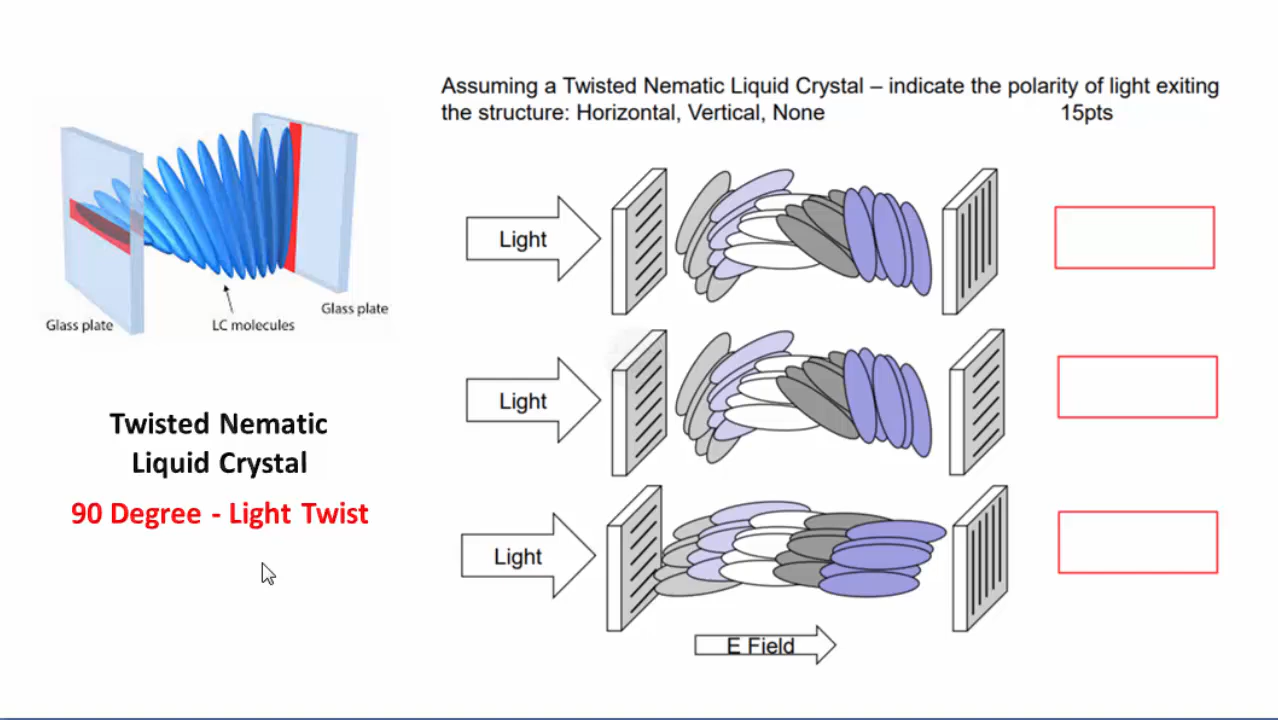 Assuming a Twisted Nematic Liquid Crystal – indicate the polarity of light exiting
the structure: Horizontal, Vertical, None 15pts
Glass plate
LC molecules
Glass plate
Twisted Nematic
Liquid Crystal
90 Degree - Light Twist
Light
Light
Light
E Field